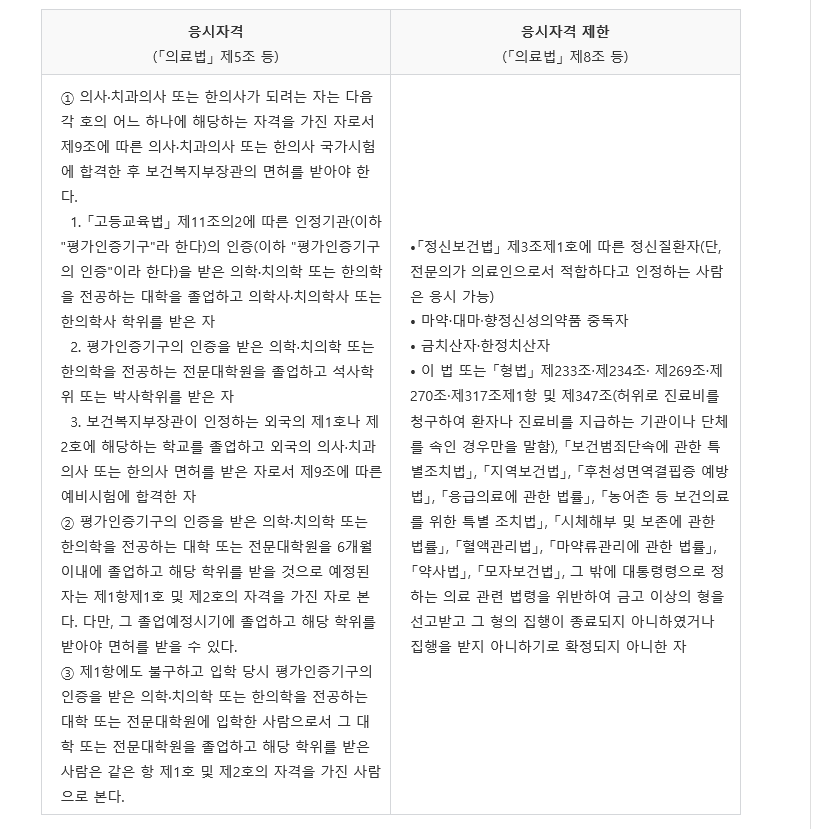 응시자격
(「의료법」 제5조 등)
① 의사·치과의사 또는 한의사가 되려는 자는 다음
각 호의 어느 하나에 해당하는 자격을 가진 자로서
제9조에 따른 의사·치과의사 또는 한의사 국가시험
에 합격한 후 보건복지부장관의 면허를 받아야 한
다.
1. 「고등교육법」 제11조의2에 따른 인정기관(이하
"평가인증기구"라 한다)의 인증(이하 "평가인증기구
의 인증"이라 한다)을 받은 의학·치의학 또는 한의학
을 전공하는 대학을 졸업하고 의학사·치의학사 또는
한의학사 학위를 받은 자
2. 평가인증기구의 인증을 받은 의학·치의학 또는
한의학을 전공하는 전문대학원을 졸업하고 석사학
위 또는 박사학위를 받은 자
3. 보건복지부장관이 인정하는 외국의 제1호나 제
2호에 해당하는 학교를 졸업하고 외국의 의사·치과
의사 또는 한의사 면허를 받은 자로서 제9조에 따른
예비시험에 합격한 자
② 평가인증기구의 인증을 받은 의학·치의학 또는
한의학을 전공하는 대학 또는 전문대학원을 6개월
이내에 졸업하고 해당 학위를 받을 것으로 예정된
자는 제1항제1호 및 제2호의 자격을 가진 자로 본
다. 다만, 그 졸업예정시기에 졸업하고 해당 학위를
받아야 면허를 받을 수 있다.
③ 제1항에도 불구하고 입학 당시 평가인증기구의
인증을 받은 의학·치의학 또는 한의학을 전공하는
대학 또는 전문대학원에 입학한 사람으로서 그 대
학 또는 전문대학원을 졸업하고 해당 학위를 받은
사람은 같은 항 제1호 및 제2호의 자격을 가진 사람
으로 본다.
응시자격 제한
(「의료법」 제8조 등)
•「정신보건법」 제3조제1호에 따른 정신질환자(단,
전문의가 의료인으로서 적합하다고 인정하는 사람
은 응시 가능)
• 마약·대마·향정신성의약품 중독자
• 금치산자·한정치산자
• 이 법 또는 「형법」 제233조·제234조· 제269조·제
270조·제317조제1항 및 제347조(허위로 진료비를
청구하여 환자나 진료비를 지급하는 기관이나 단체
를 속인 경우만을 말함), 「보건범죄단속에 관한 특
별조치법」, 「지역보건법」, 「후천성면역결핍증 예방
법」, 「응급의료에 관한 법률」, 「농어촌 등 보건의료
를 위한 특별 조치법」, 「시체해부 및 보존에 관한
법률」, 「혈액관리법」, 「마약류관리에 관한 법률」,
「약사법」, 「모자보건법」, 그 밖에 대통령령으로 정
하는 의료 관련 법령을 위반하여 금고 이상의 형을
선고받고 그 형의 집행이 종료되지 아니하였거나
집행을 받지 아니하기로 확정되지 아니한 자